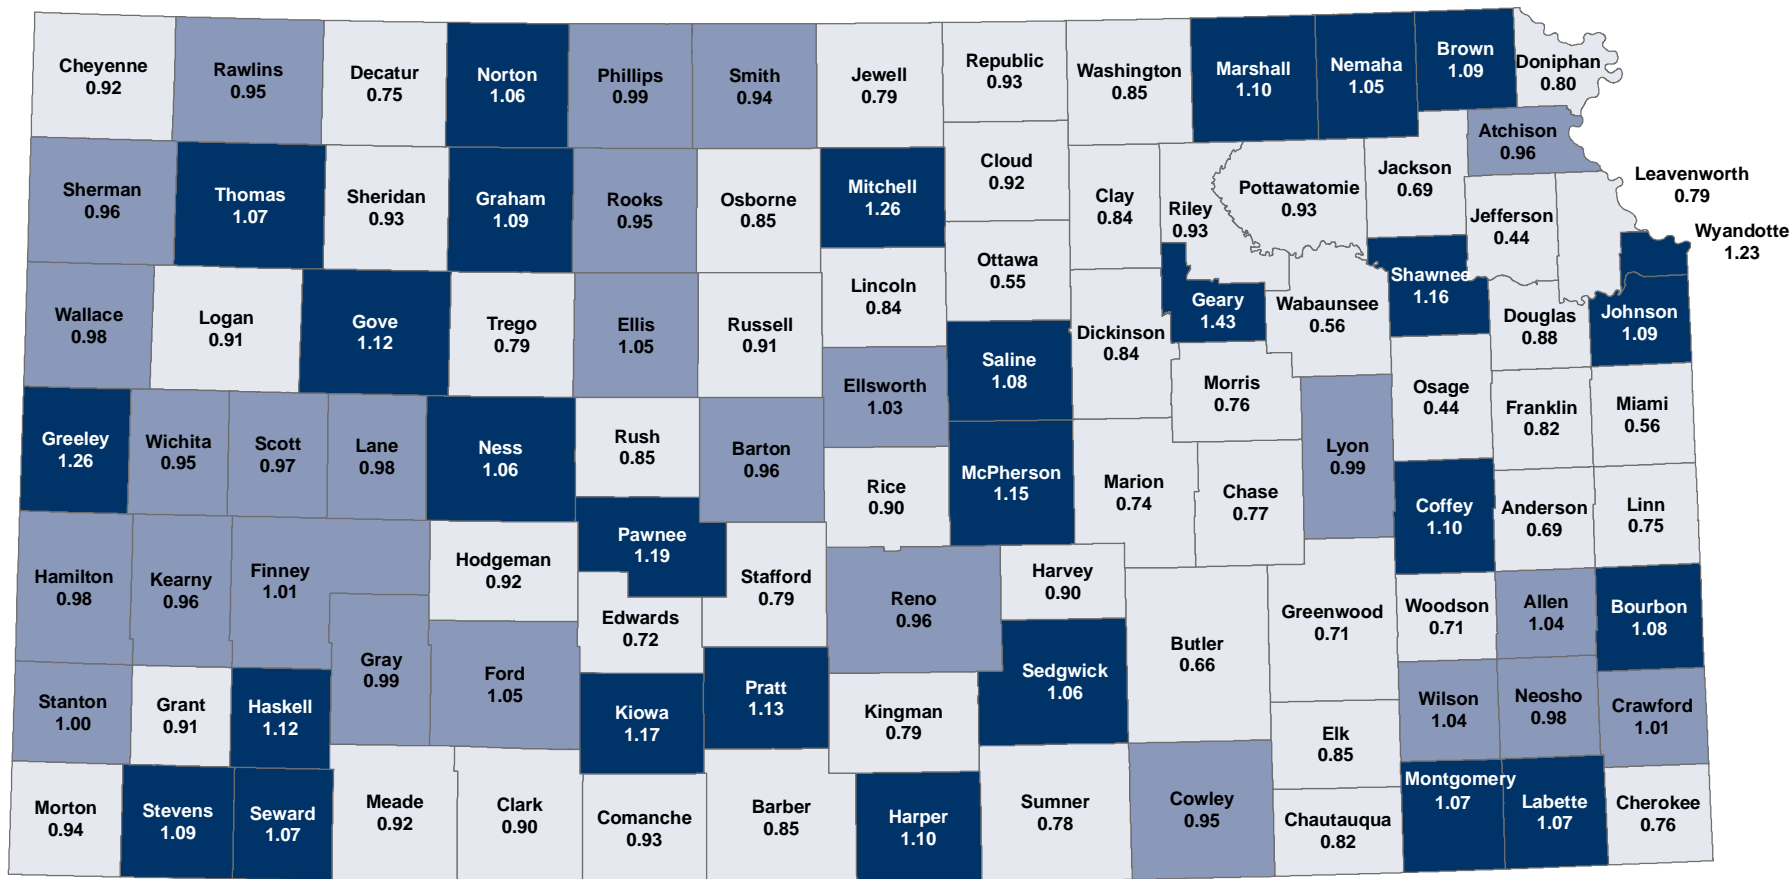 Cheyenne
0.92
Rawlins
0.95
Decatur
0.75
Norton
1.06
Phillips
0.99
Smith
0.94
Jewell
0.79
Republic
0.93
Washington
0.85
Marshall
1.10
Nemaha
1.05
Brown
1.09
Doniphan
0.80
Atchison
0.96
Sherman
0.96
Thomas
1.07
Sheridan
0.93
Graham
1.09
Rooks
0.95
Osborne
0.85
Mitchell
1.26
Cloud
0.92
Clay
0.84
Riley
0.93
Pottawatomie
0.93
Jackson
0.69
Jefferson
0.44
Leavenworth
0.79
Wyandotte
1.23
Wallace
0.98
Logan
0.91
Gove
1.12
Trego
0.79
Ellis
1.05
Russell
0.91
Lincoln
0.84
Ottawa
0.55
Dickinson
0.84
Geary
1.43
Wabaunsee
0.56
Shawnee
1.16
Douglas
0.88
Johnson
1.09
Ellsworth
1.03
Saline
1.08
Morris
0.76
Osage
0.44
Franklin
0.82
Miami
0.56
Greeley
1.26
Wichita
0.95
Scott
0.97
Lane
0.98
Ness
1.06
Rush
0.85
Barton
0.96
Rice
0.90
McPherson
1.15
Marion
0.74
Chase
0.77
Lyon
0.99
Coffey
1.10
Anderson
0.69
Linn
0.75
Hamilton
0.98
Kearny
0.96
Finney
1.01
Hodgeman
0.92
Pawnee
1.19
Edwards
0.72
Stafford
0.79
Reno
0.96
Harvey
0.90
Butler
0.66
Greenwood
0.71
Woodson
0.71
Allen
1.04
Bourbon
1.08
Stanton
1.00
Grant
0.91
Haskell
1.12
Gray
0.99
Ford
1.05
Kiowa
1.17
Pratt
1.13
Kingman
0.79
Sedgwick
1.06
Elk
0.85
Wilson
1.04
Neosho
0.98
Crawford
1.01
Morton
0.94
Stevens
1.09
Seward
1.07
Meade
0.92
Clark
0.90
Comanche
0.93
Barber
0.85
Harper
1.10
Sumner
0.78
Cowley
0.95
Chautauqua
0.82
Montgomery
1.07
Labette
1.07
Cherokee
0.76